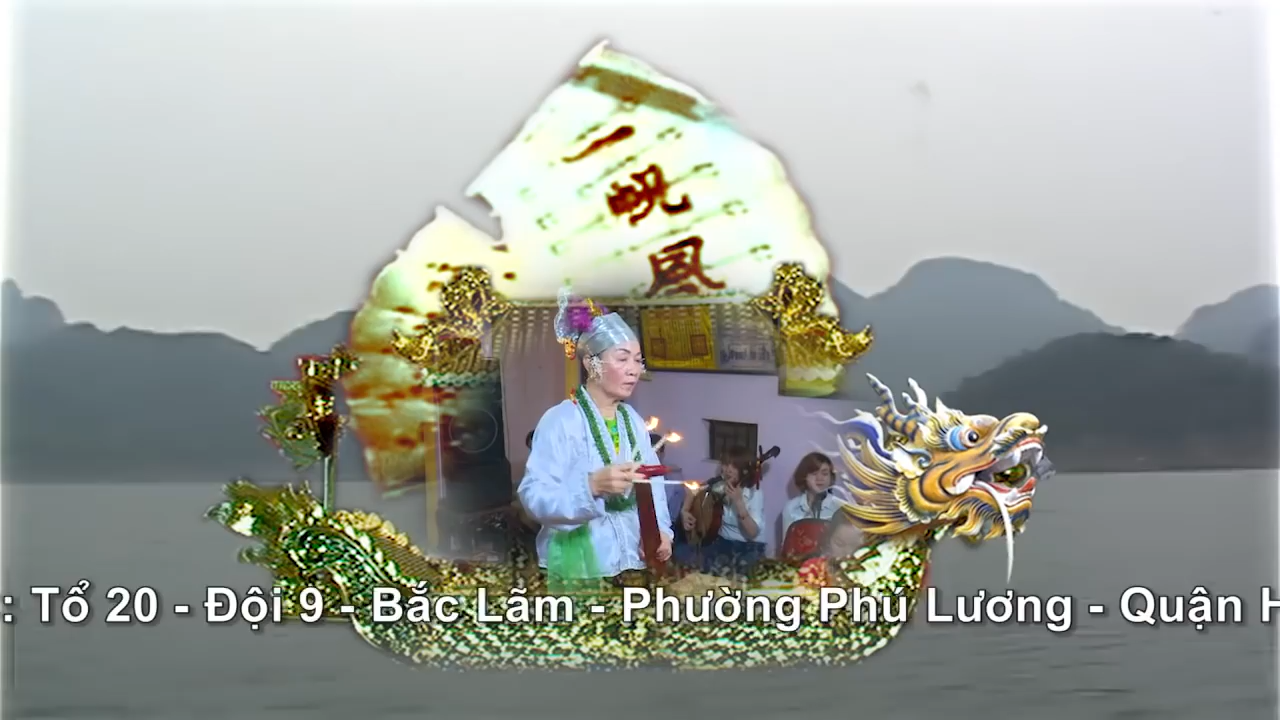 一
帆
風
: Tổ 20 - Đội 9 - Bắc Lãm - Phường Phú Lương - Quận H